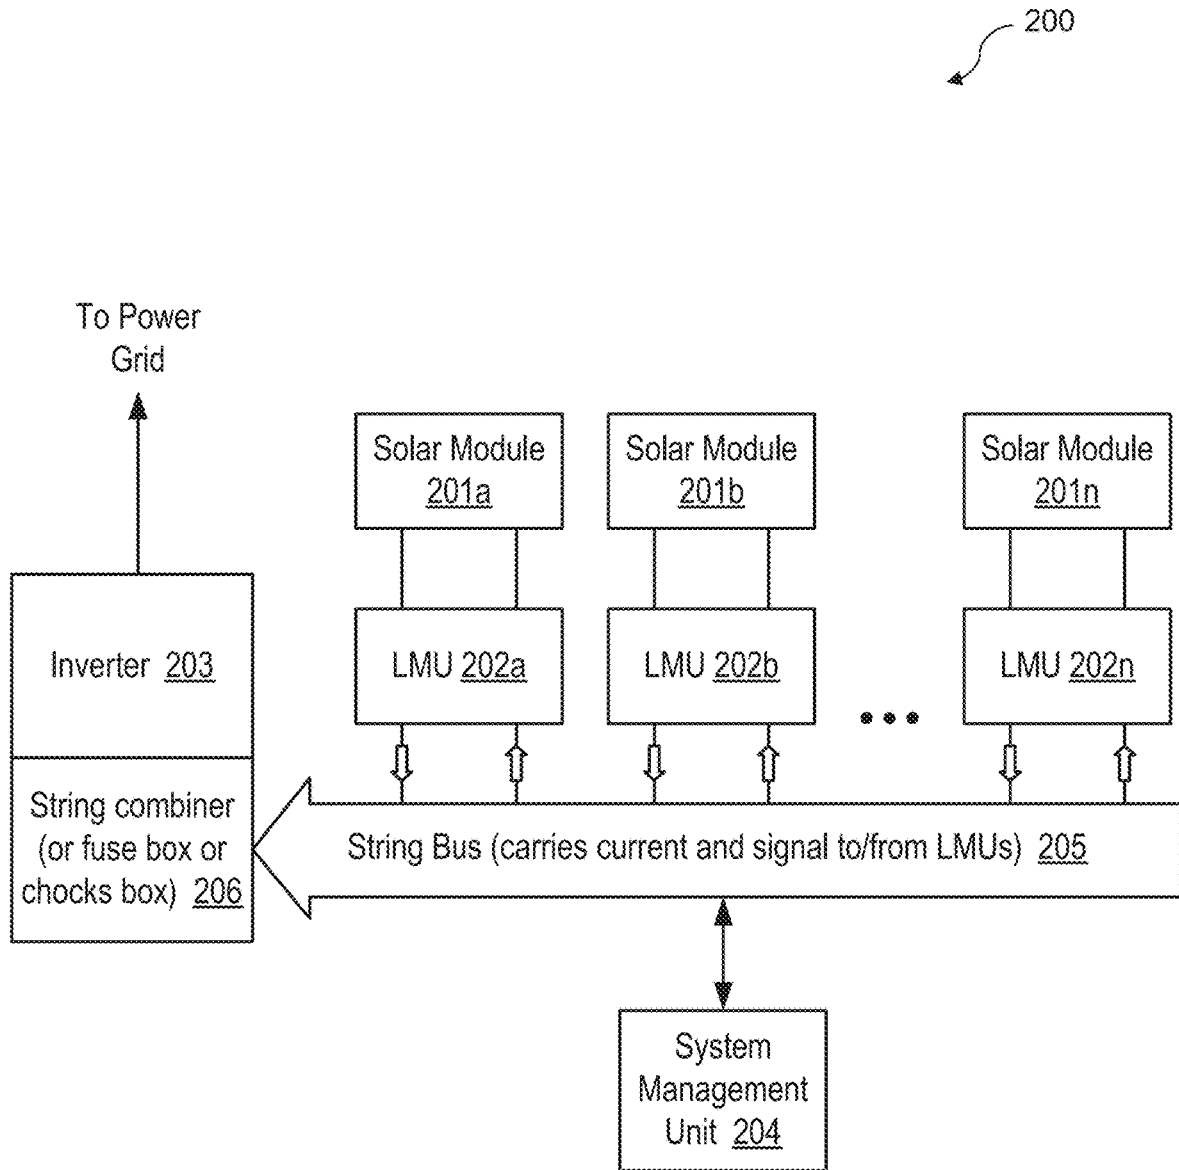 200
To Power
Grid
Solar Module
201a
Solar Module
201b
Solar Module
201n
Inverter 203
LMU 202a
LMU 202b
LMU 202n
String combiner
(or fuse box or
chocks box) 206
String Bus (carries current and signal to/from LMUs) 205
System
Management
Unit 204